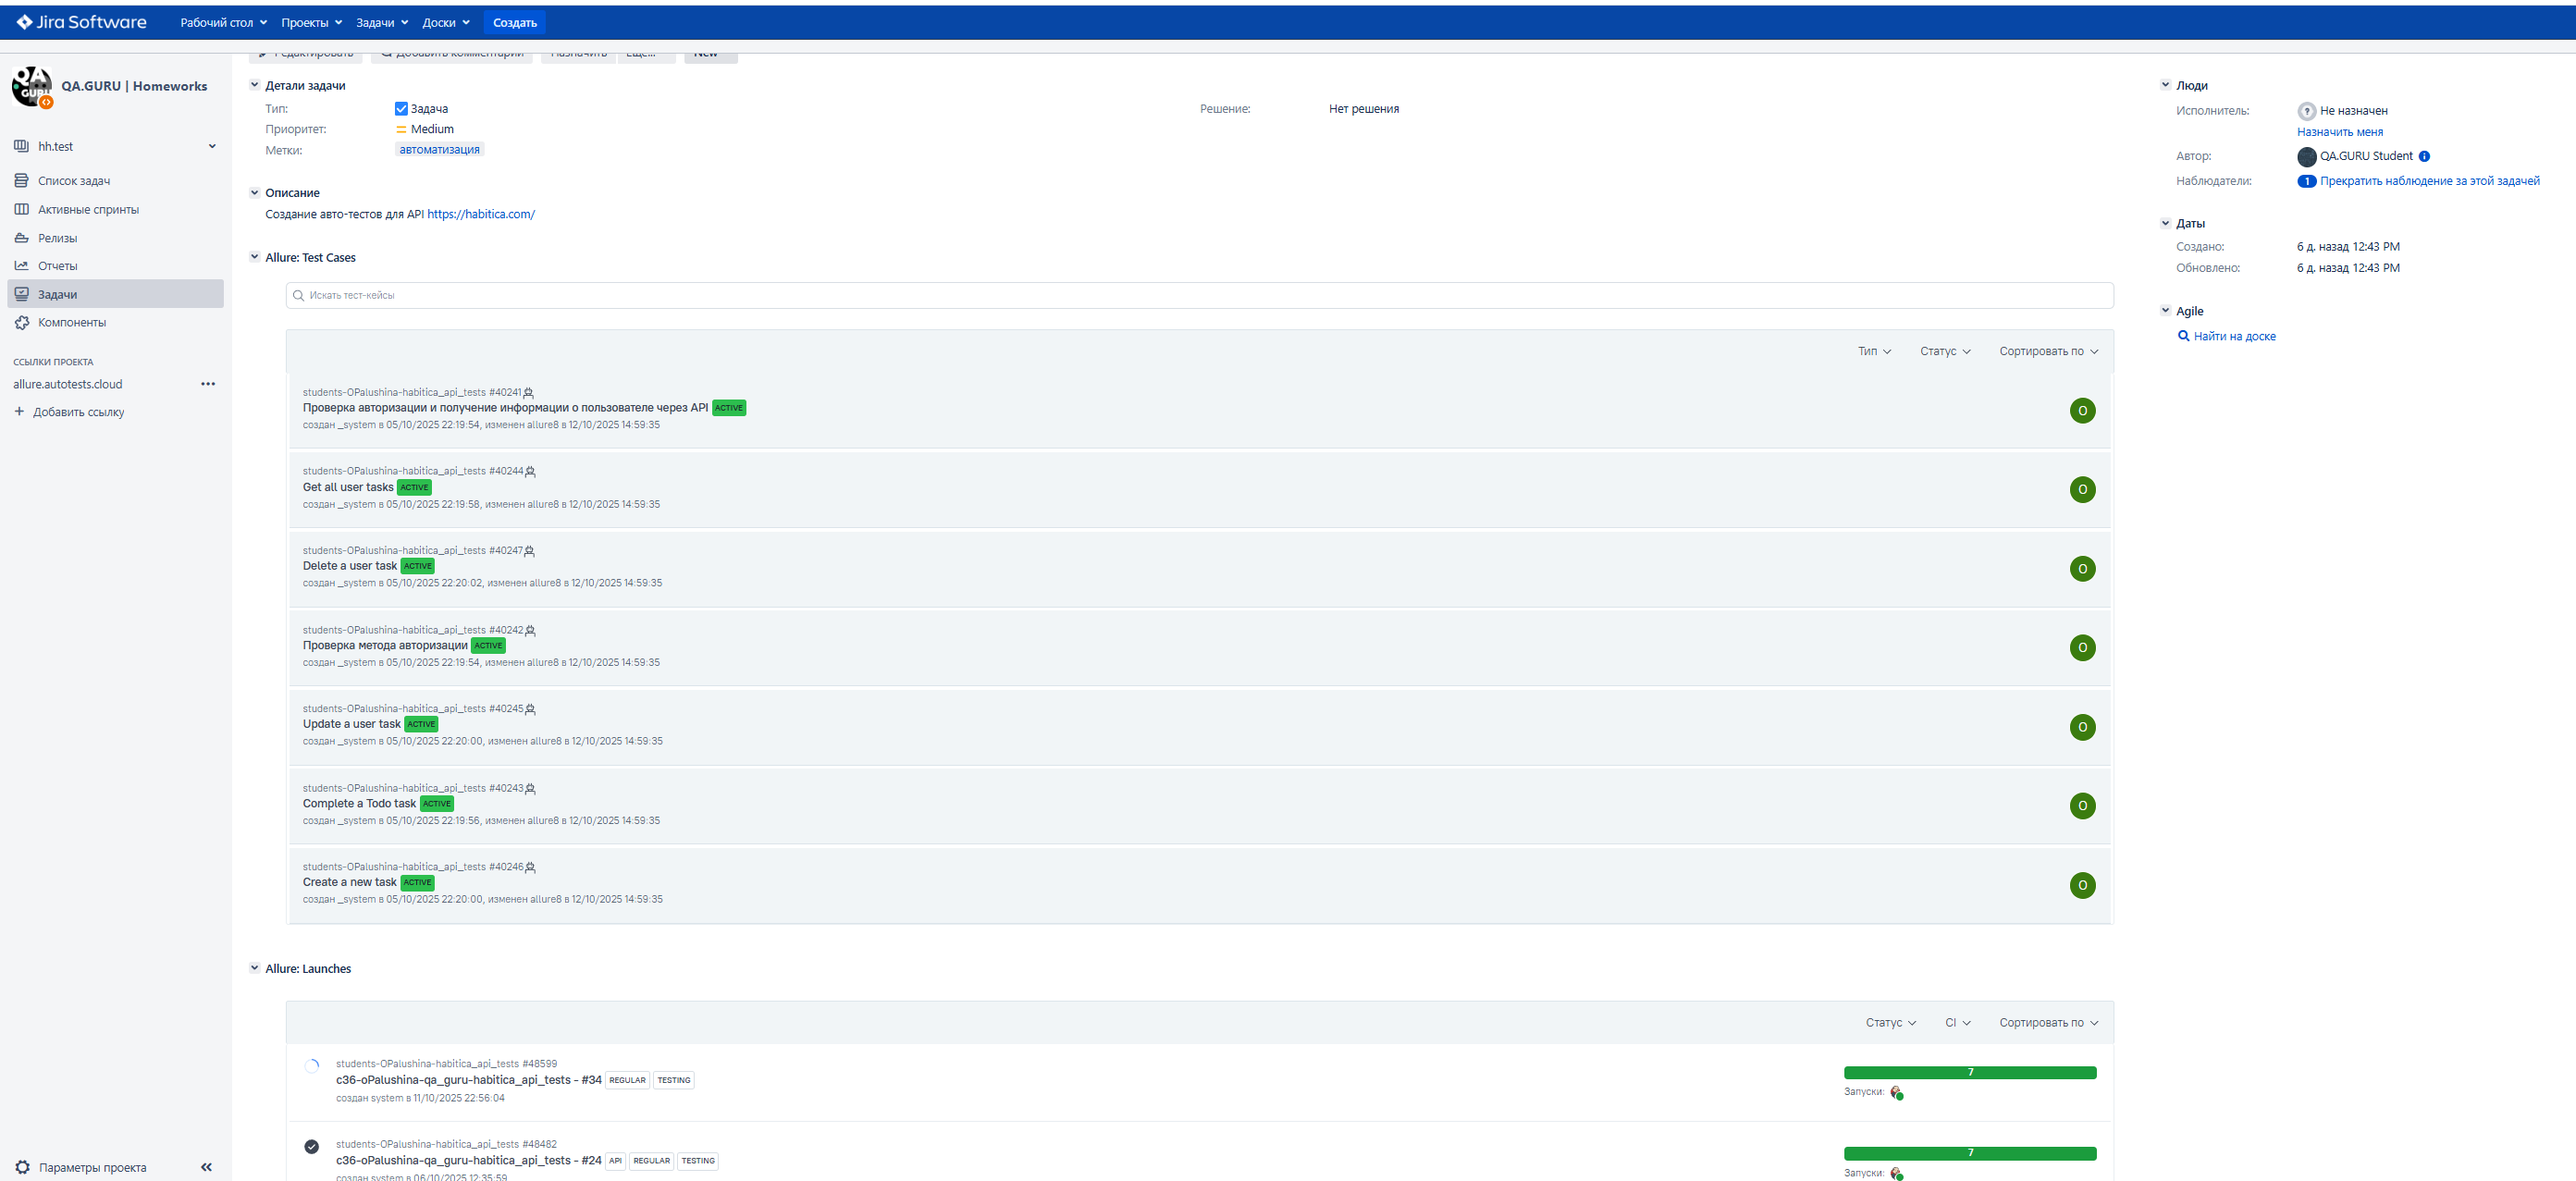 Jira Software Рабочий стол Проекты Задачи Доски Создать
Редактировать Добавить комментарий Назначить Еще... New
QA.GURU | Homeworks
hh.test
Список задач
Активные спринты
Релизы
Отчеты
Задачи
Компоненты
ССЫЛКИ ПРОЕКТА
allure.autotests.cloud
Добавить ссылку
Параметры проекта
Детали задачи
Тип: Задача
Приоритет: Medium
Метки: автоматизация
Решение: Нет решения
Описание
Создание авто-тестов для API https://habitica.com/
Allure: Test Cases
Искать тест-кейсы
Тип Статус Сортировать по
students-OPalushina-habitica_api_tests #40241
Проверка авторизации и получение информации о пользователе через API ACTIVE
создан _system в 05/10/2025 22:19:54, изменен allure8 в 12/10/2025 14:59:35
O
students-OPalushina-habitica_api_tests #40244
Get all user tasks ACTIVE
создан _system в 05/10/2025 22:19:58, изменен allure8 в 12/10/2025 14:59:35
O
students-OPalushina-habitica_api_tests #40247
Delete a user task ACTIVE
создан _system в 05/10/2025 22:20:02, изменен allure8 в 12/10/2025 14:59:35
O
students-OPalushina-habitica_api_tests #40242
Проверка метода авторизации ACTIVE
создан _system в 05/10/2025 22:19:54, изменен allure8 в 12/10/2025 14:59:35
O
students-OPalushina-habitica_api_tests #40245
Update a user task ACTIVE
создан _system в 05/10/2025 22:20:00, изменен allure8 в 12/10/2025 14:59:35
O
students-OPalushina-habitica_api_tests #40243
Complete a Todo task ACTIVE
создан _system в 05/10/2025 22:19:56, изменен allure8 в 12/10/2025 14:59:35
O
students-OPalushina-habitica_api_tests #40246
Create a new task ACTIVE
создан _system в 05/10/2025 22:20:00, изменен allure8 в 12/10/2025 14:59:35
O
Allure: Launches
Статус CI Сортировать по
students-OPalushina-habitica_api_tests #48599
c36-oPalushina-qa_guru-habitica_api_tests - #34 REGULAR TESTING
создан system в 11/10/2025 22:56:04
7
Запуски:
students-OPalushina-habitica_api_tests #48482
c36-oPalushina-qa_guru-habitica_api_tests - #24 API REGULAR TESTING
создан system в 06/10/2025 12:35:59
7
Запуски:
Люди
Исполнитель: Не назначен
Назначить меня
Автор: QA.GURU Student
Наблюдатели: 1 Прекратить наблюдение за этой задачей
Даты
Создано: 6 д. назад 12:43 PM
Обновлено: 6 д. назад 12:43 PM
Agile
Найти на доске